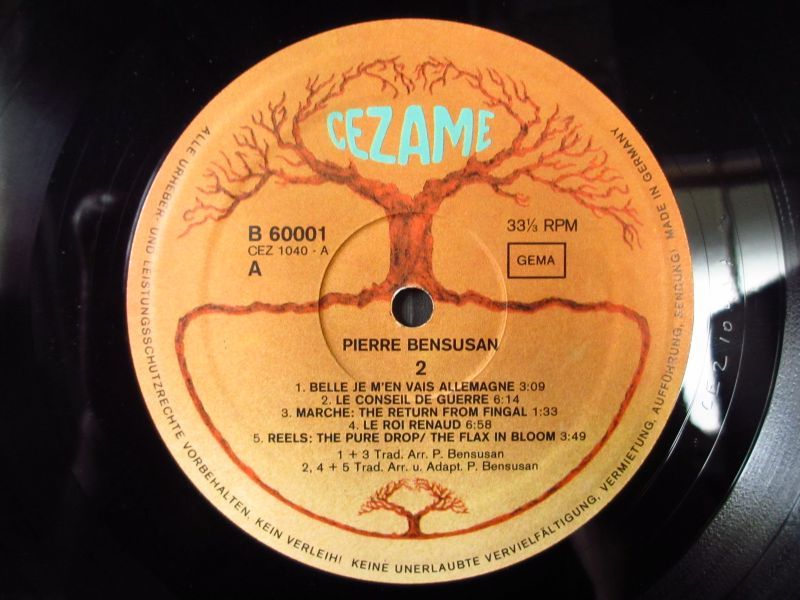 CEZAME
B 60001
CEZ 1040 - A
A
33⅓ RPM
GEMA
PIERRE BENSUSAN
2
1. BELLE JE M'EN VAIS ALLEMAGNE 3:09
2. LE CONSEIL DE GUERRE 6:14
3. MARCHE: THE RETURN FROM FINGAL 1:33
4. LE ROI RENAUD 6:58
5. REELS: THE PURE DROP/ THE FLAX IN BLOOM 3:49
1 + 3 Trad. Arr. P. Bensusan
2, 4 + 5 Trad. Arr. u. Adapt. P. Bensusan
ALLE URHEBER- UND LEISTUNGSSCHUTZRECHTE VORBEHALTEN. KEIN VERLEIH! KEINE UNERLAUBTE VERVIELFÄLTIGUNG, VERMIETUNG, AUFFÜHRUNG, SENDUNG! MADE IN GERMANY